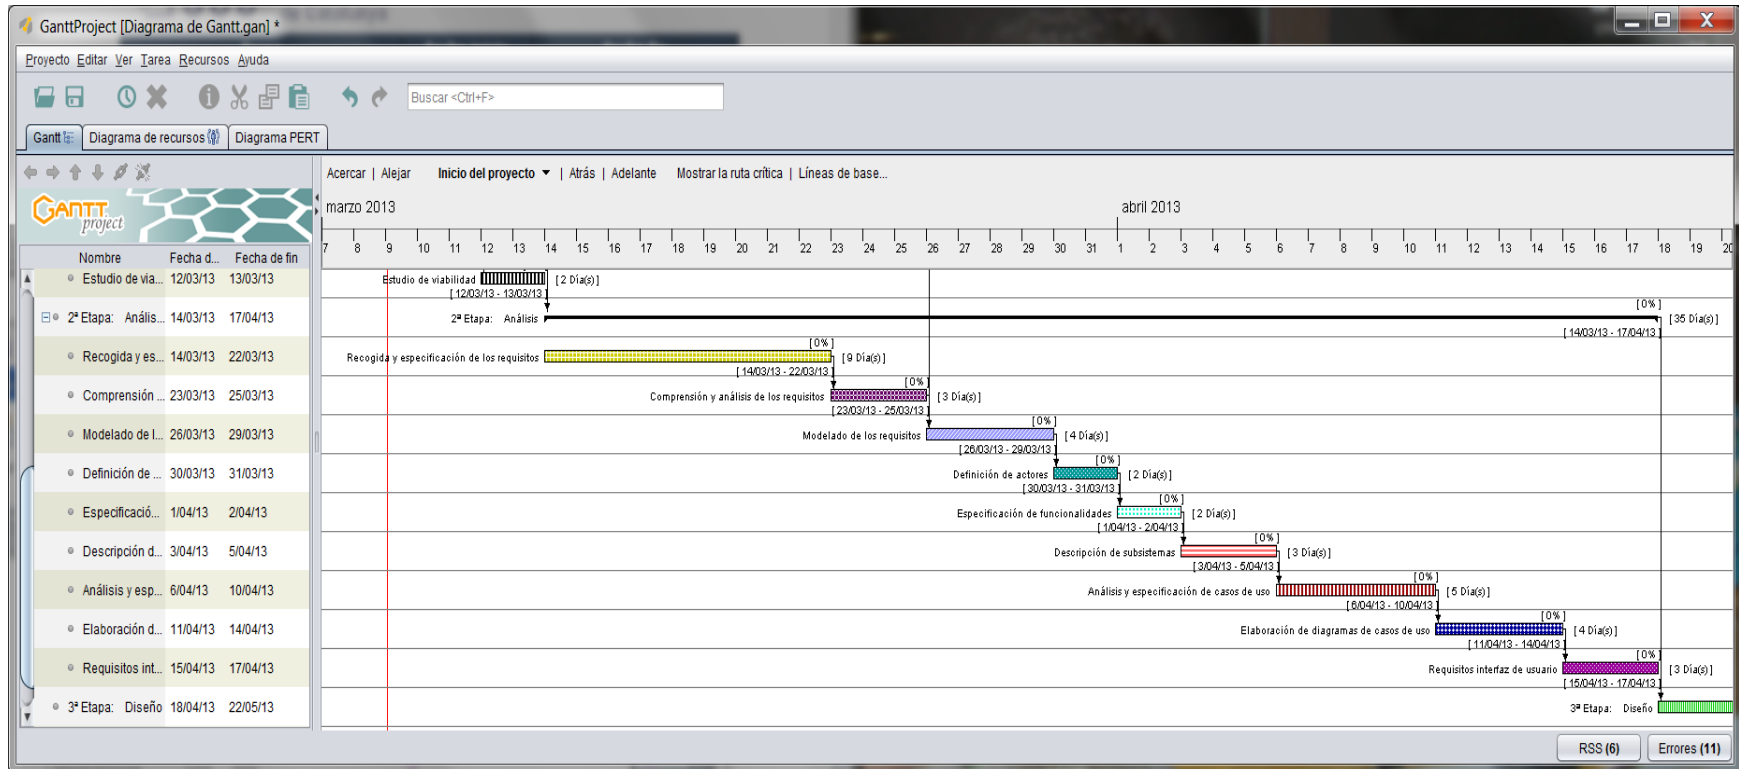 GanttProject [Diagrama de Gantt.gan] *
Proyecto Editar Ver Tarea Recursos Ayuda
Buscar <Ctrl+F>
Gantt Diagrama de recursos Diagrama PERT
Acercar | Alejar Inicio del proyecto | Atrás | Adelante Mostrar la ruta crítica | Líneas de base...
GANTT project
marzo 2013 abril 2013
7 8 9 10 11 12 13 14 15 16 17 18 19 20 21 22 23 24 25 26 27 28 29 30 31 1 2 3 4 5 6 7 8 9 10 11 12 13 14 15 16 17 18 19 20
Nombre Fecha d... Fecha de fin
Estudio de via... 12/03/13 13/03/13
2ª Etapa: Anális... 14/03/13 17/04/13
Recogida y es... 14/03/13 22/03/13
Comprensión ... 23/03/13 25/03/13
Modelado de l... 26/03/13 29/03/13
Definición de ... 30/03/13 31/03/13
Especificació... 1/04/13 2/04/13
Descripción d... 3/04/13 5/04/13
Análisis y esp... 6/04/13 10/04/13
Elaboración d... 11/04/13 14/04/13
Requisitos int... 15/04/13 17/04/13
3ª Etapa: Diseño 18/04/13 22/05/13
Estudio de viabilidad [2 Día(s)]
[12/03/13 - 13/03/13]
[0%]
2ª Etapa: Análisis [35 Día(s)]
[14/03/13 - 17/04/13]
[0%]
Recogida y especificación de los requisitos [9 Día(s)]
[14/03/13 - 22/03/13]
[0%]
Comprensión y análisis de los requisitos [3 Día(s)]
[23/03/13 - 25/03/13]
[0%]
Modelado de los requisitos [4 Día(s)]
[26/03/13 - 29/03/13]
[0%]
Definición de actores [2 Día(s)]
[30/03/13 - 31/03/13]
[0%]
Especificación de funcionalidades [2 Día(s)]
[1/04/13 - 2/04/13]
[0%]
Descripción de subsistemas [3 Día(s)]
[3/04/13 - 5/04/13]
[0%]
Análisis y especificación de casos de uso [5 Día(s)]
[6/04/13 - 10/04/13]
[0%]
Elaboración de diagramas de casos de uso [4 Día(s)]
[11/04/13 - 14/04/13]
[0%]
Requisitos interfaz de usuario [3 Día(s)]
[15/04/13 - 17/04/13]
3ª Etapa: Diseño
RSS (6) Errores (11)